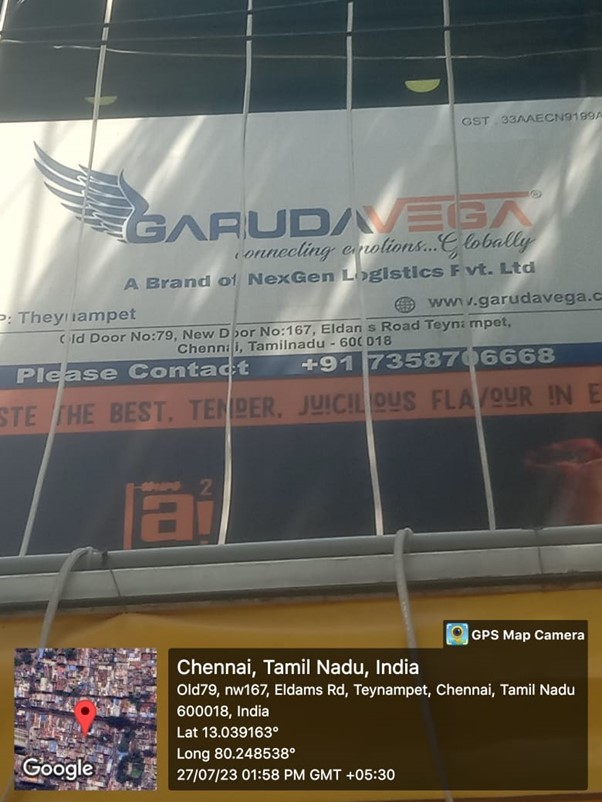 GST : 33AAECN9199A
GARUDAVEGA®
connecting emotions...Globally
A Brand of NexGen Logistics Pvt. Ltd
P: Theynampet
www.garudavega.c
Old Door No:79, New Door No:167, Eldams Road Teynampet,
Chennai, Tamilnadu - 600018
Please Contact +91 7358706668
STE THE BEST, TENDER, JUICILIOUS FLAVOUR IN E
2
GPS Map Camera
Chennai, Tamil Nadu, India
Old79, nw167, Eldams Rd, Teynampet, Chennai, Tamil Nadu
600018, India
Lat 13.039163°
Long 80.248538°
27/07/23 01:58 PM GMT +05:30
Google